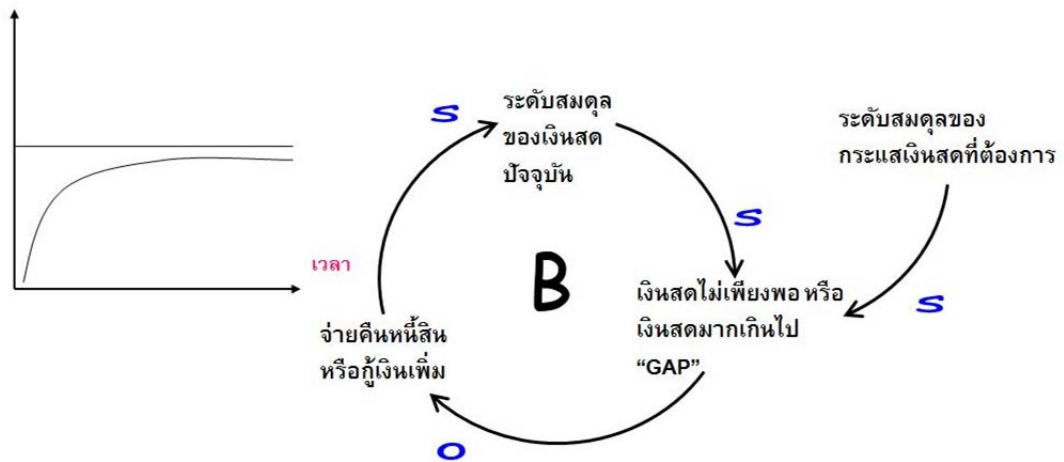 S
ระดับสมดุล
ของเงินสด
ปัจจุบัน
ระดับสมดุลของ
กระแสเงินสดที่ต้องการ
S
เวลา
B
เงินสดไม่เพียงพอ หรือ
เงินสดมากเกินไป
“GAP”
S
จ่ายคืนหนี้สิน
หรือกู้เงินเพิ่ม
O